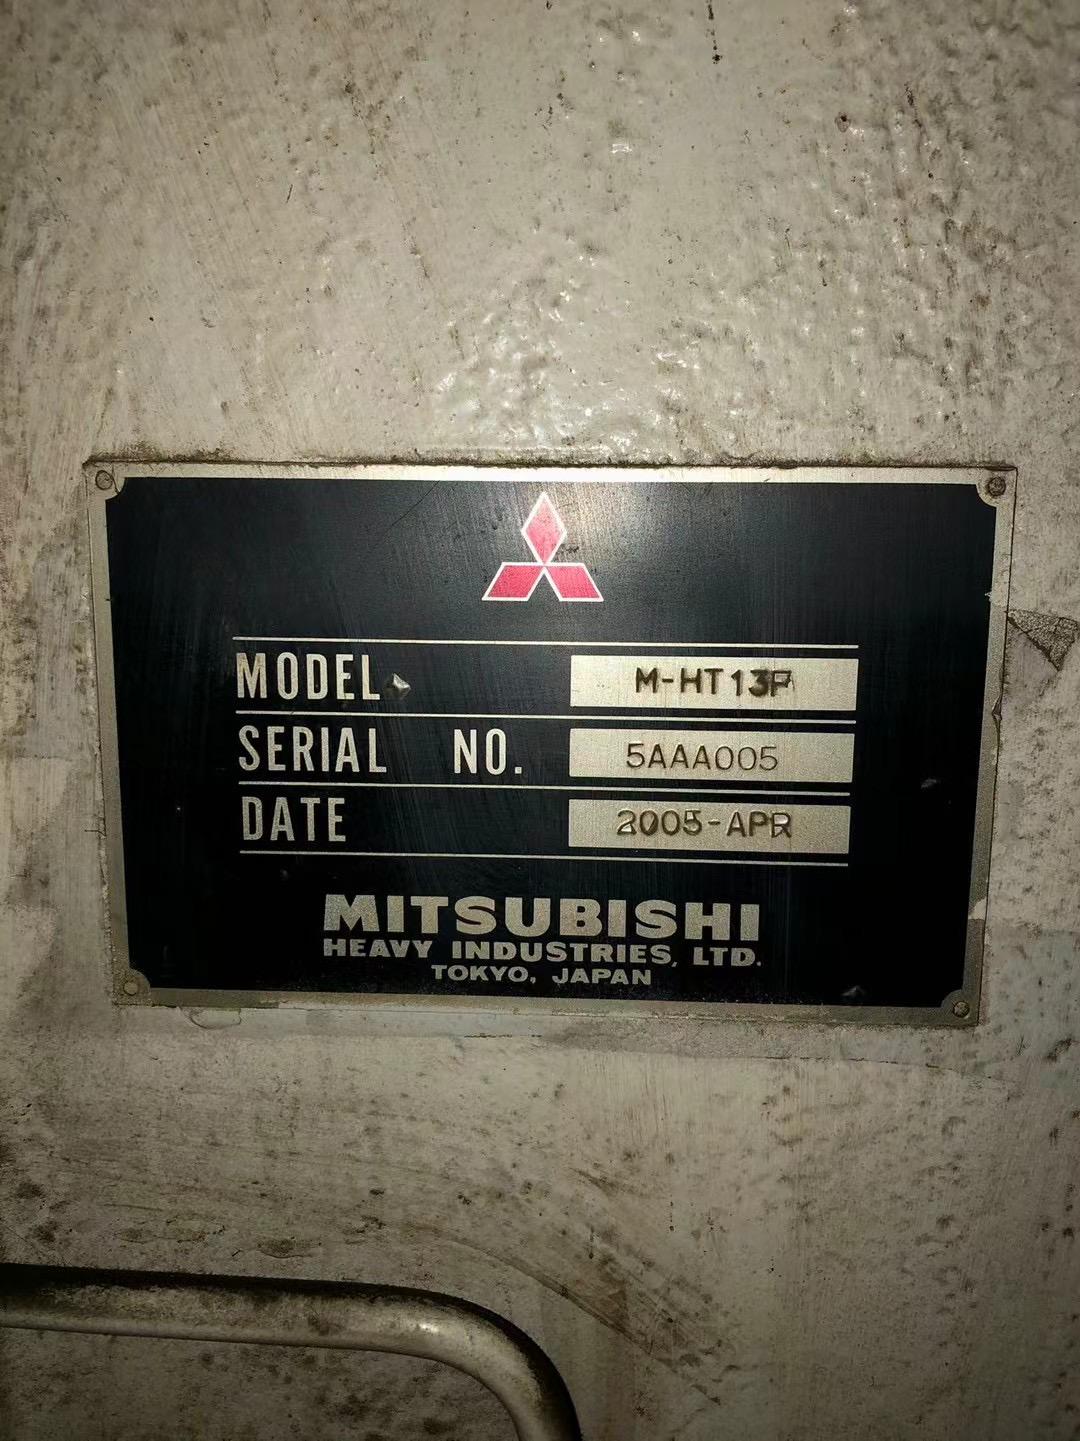 MODEL M-HT13P
SERIAL NO. 5AAA005
DATE 2005-APR
MITSUBISHI
HEAVY INDUSTRIES, LTD.
TOKYO, JAPAN